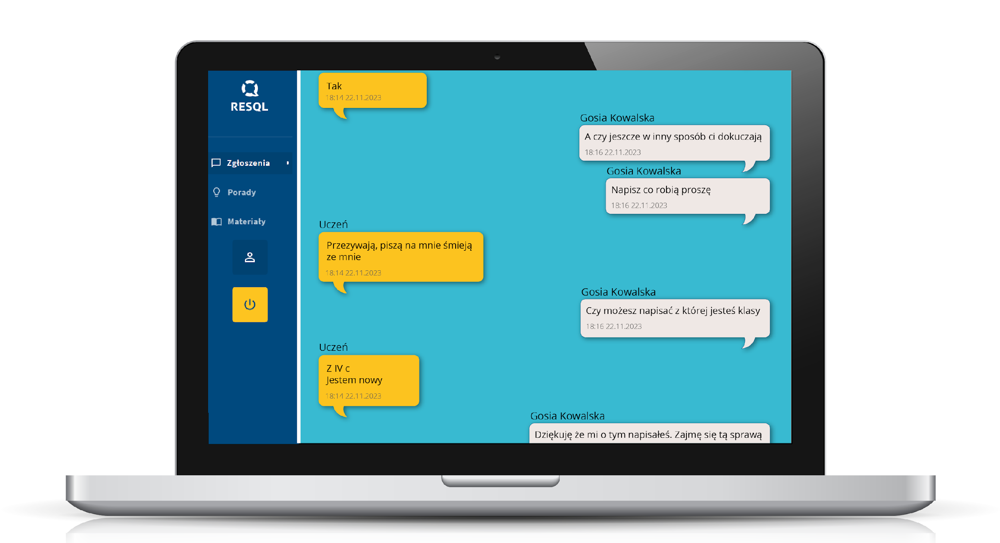 RESQL
Zgłoszenia
Porady
Materiały
Tak
18:14 22.11.2023
Gosia Kowalska
A czy jeszcze w inny sposób ci dokuczają
18:16 22.11.2023
Gosia Kowalska
Napisz co robią proszę
18:16 22.11.2023
Uczeń
Przezywają, piszą na mnie śmieją
ze mnie
18:14 22.11.2023
Gosia Kowalska
Czy możesz napisać z której jesteś klasy
18:16 22.11.2023
Uczeń
Z IV c
Jestem nowy
18:14 22.11.2023
Gosia Kowalska
Dziękuję że mi o tym napisałeś. Zajmę się tą sprawą